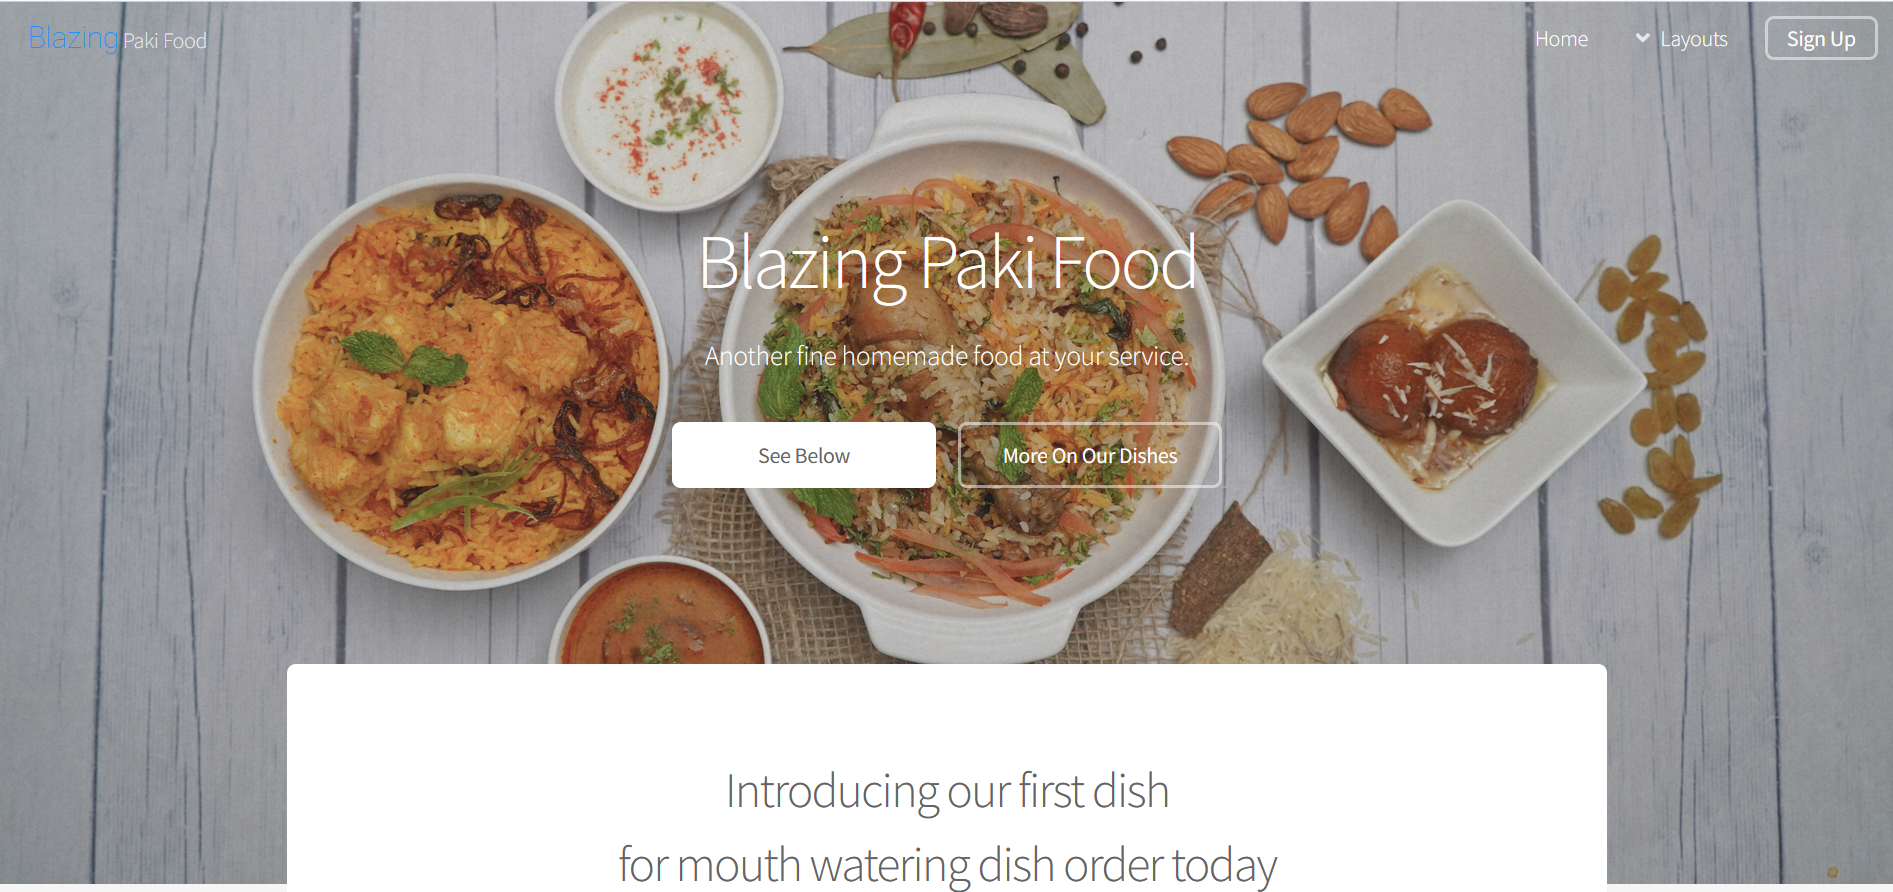 Blazing Paki Food
Home
Layouts
Sign Up
Blazing Paki Food
Another fine homemade food at your service.
See Below
More On Our Dishes
Introducing our first dish
for mouth watering dish order today